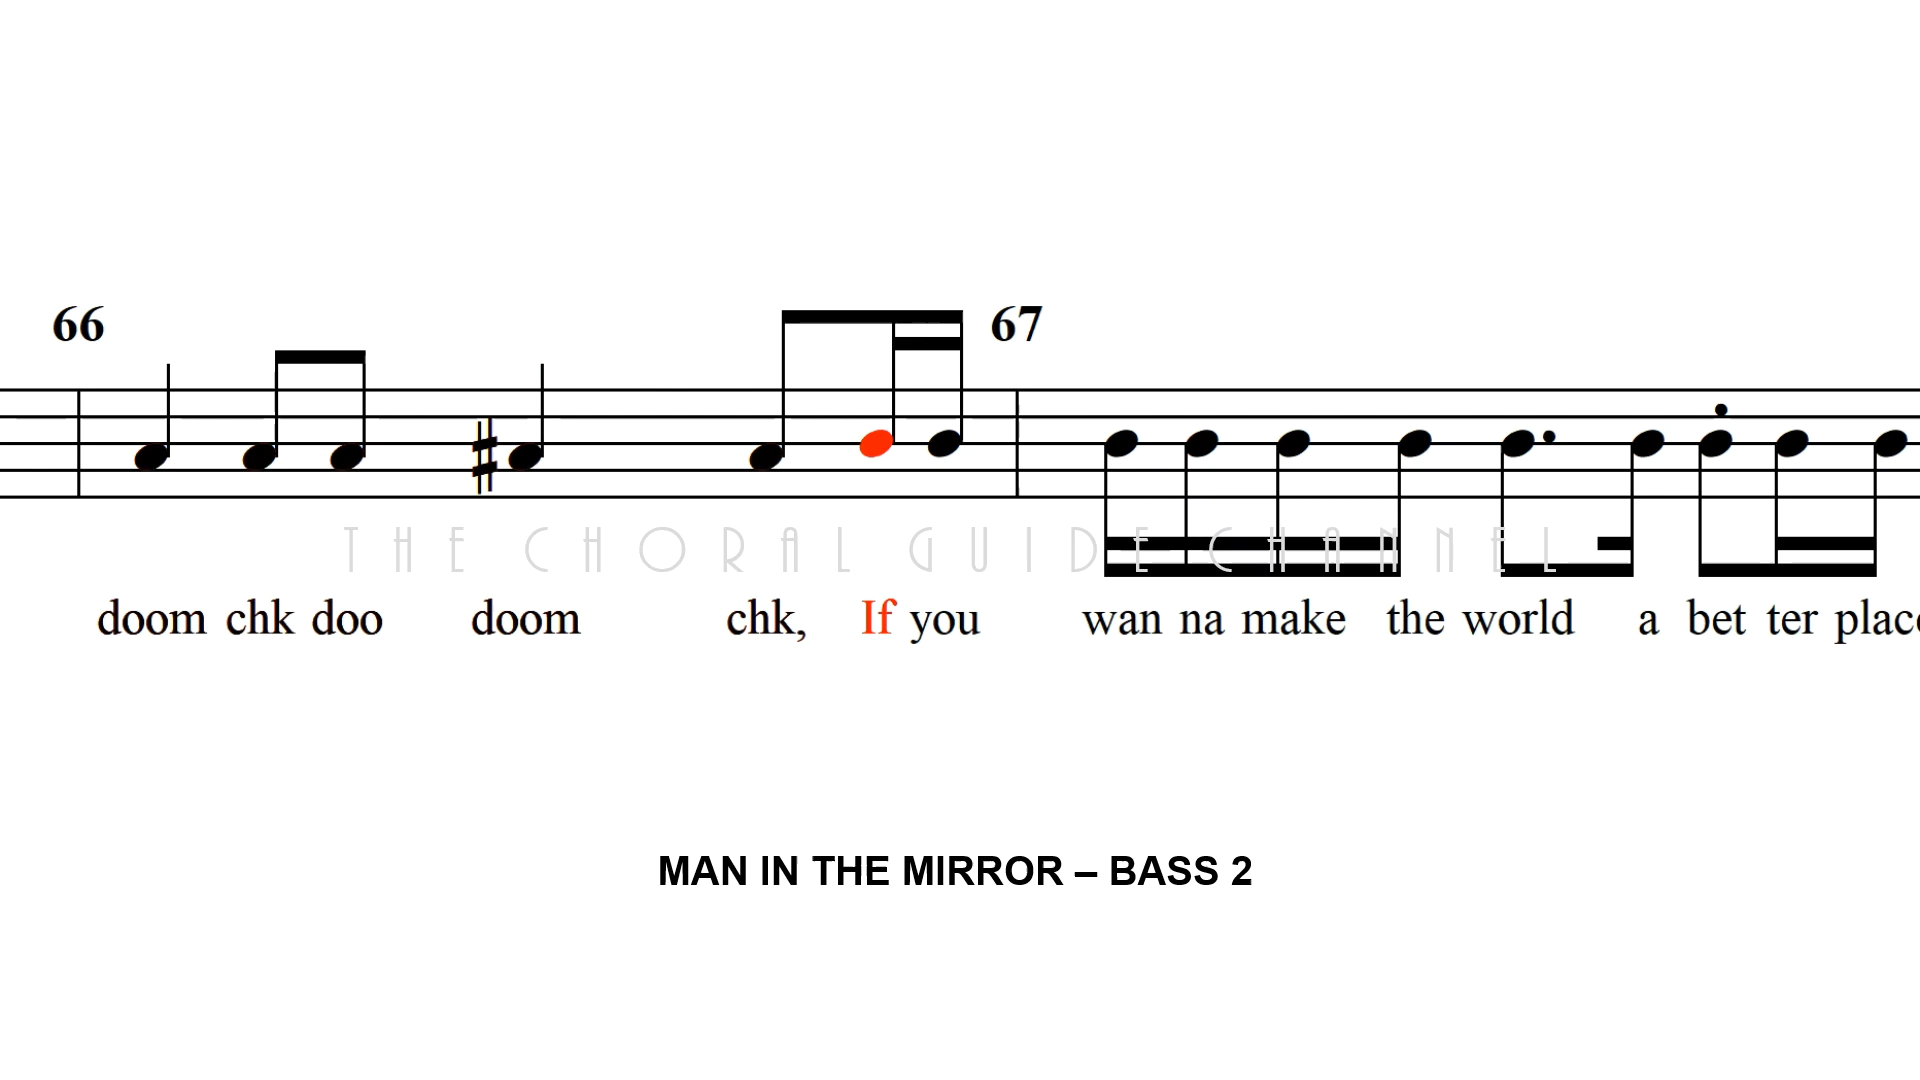 66 67
THE CHORAL GUIDE CHANNEL
doom chk doo doom chk, If you wan na make the world a bet ter place
MAN IN THE MIRROR – BASS 2